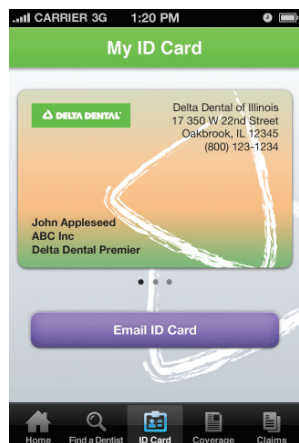 CARRIER 3G 1:20 PM
My ID Card
DELTA DENTAL
Delta Dental of Illinois
17 350 W 22nd Street
Oakbrook, IL 12345
(800) 123-1234
John Appleseed
ABC Inc
Delta Dental Premier
Email ID Card
Home Find a Dentist ID Card Coverage Claims